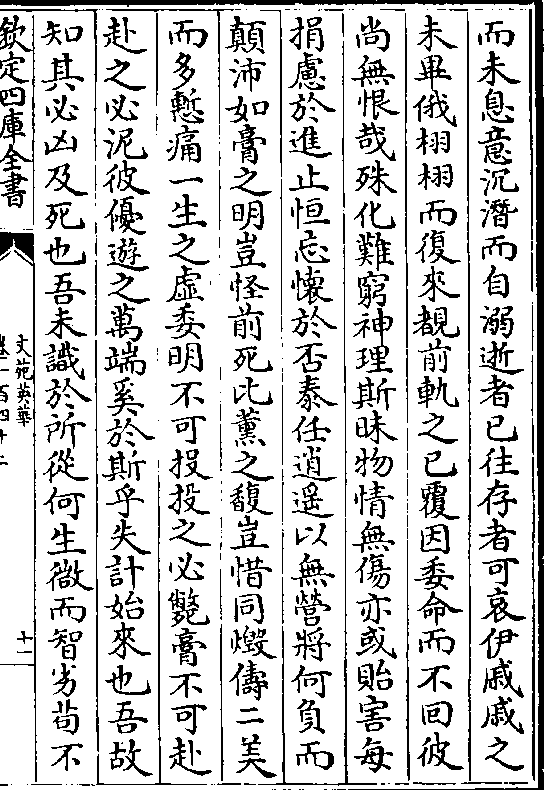 而未息意沉潛而自溺逝者已往存者可哀伊戚戚之
未畢俄栩栩而復來覩前軌之已覆因委命而不回彼
尚無恨哉殊化難窮神理斯昧物情無傷亦或貽害每
捐慮於進止恒忘懷於否泰任逍遥以無營將何負而
顛沛如膏之明豈怪前死比薰之馥豈惜同燬儔二美
而多慙痛一生之虚委明不可投投之必斃膏不可赴
赴之必泥彼優遊之萬端奚於斯乎失計始來也吾故
知其必凶及死也吾未識於所從何生微而智劣茍不
欽定四庫全書
文苑英華
卷一百四十二
十一